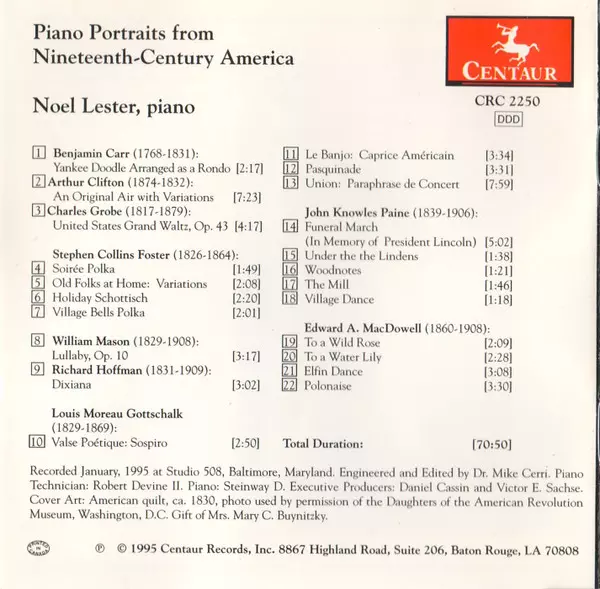 Piano Portraits from
Nineteenth-Century America
Noel Lester, piano
CENTAUR
CRC 2250
DDD
1 Benjamin Carr (1768-1831):
Yankee Doodle Arranged as a Rondo [2:17]
2 Arthur Clifton (1874-1832):
An Original Air with Variations [7:23]
3 Charles Grobe (1817-1879):
United States Grand Waltz, Op. 43 [4:17]
Stephen Collins Foster (1826-1864):
4 Soirée Polka [1:49]
5 Old Folks at Home: Variations [2:08]
6 Holiday Schottisch [2:20]
7 Village Bells Polka [2:01]
8 William Mason (1829-1908):
Lullaby, Op. 10 [3:17]
9 Richard Hoffman (1831-1909):
Dixiana [3:02]
Louis Moreau Gottschalk
(1829-1869):
10 Valse Poétique: Sospiro [2:50]
11 Le Banjo: Caprice Américain [3:34]
12 Pasquinade [3:31]
13 Union: Paraphrase de Concert [7:59]
John Knowles Paine (1839-1906):
14 Funeral March
(In Memory of President Lincoln) [5:02]
15 Under the Lindens [1:38]
16 Woodnotes [1:21]
17 The Mill [1:46]
18 Village Dance [1:18]
Edward A. MacDowell (1860-1908):
19 To a Wild Rose [2:09]
20 To a Water Lily [2:28]
21 Elfin Dance [3:08]
22 Polonaise [3:30]
Total Duration: [70:50]
Recorded January, 1995 at Studio 508, Baltimore, Maryland. Engineered and Edited by Dr. Mike Cerri. Piano
Technician: Robert Devine II. Piano: Steinway D. Executive Producers: Daniel Cassin and Victor E. Sachse.
Cover Art: American quilt, ca. 1830, photo used by permission of the Daughters of the American Revolution
Museum, Washington, D.C. Gift of Mrs. Mary C. Buynitzky.
PRINTED IN CANADA
℗ © 1995 Centaur Records, Inc. 8867 Highland Road, Suite 206, Baton Rouge, LA 70808